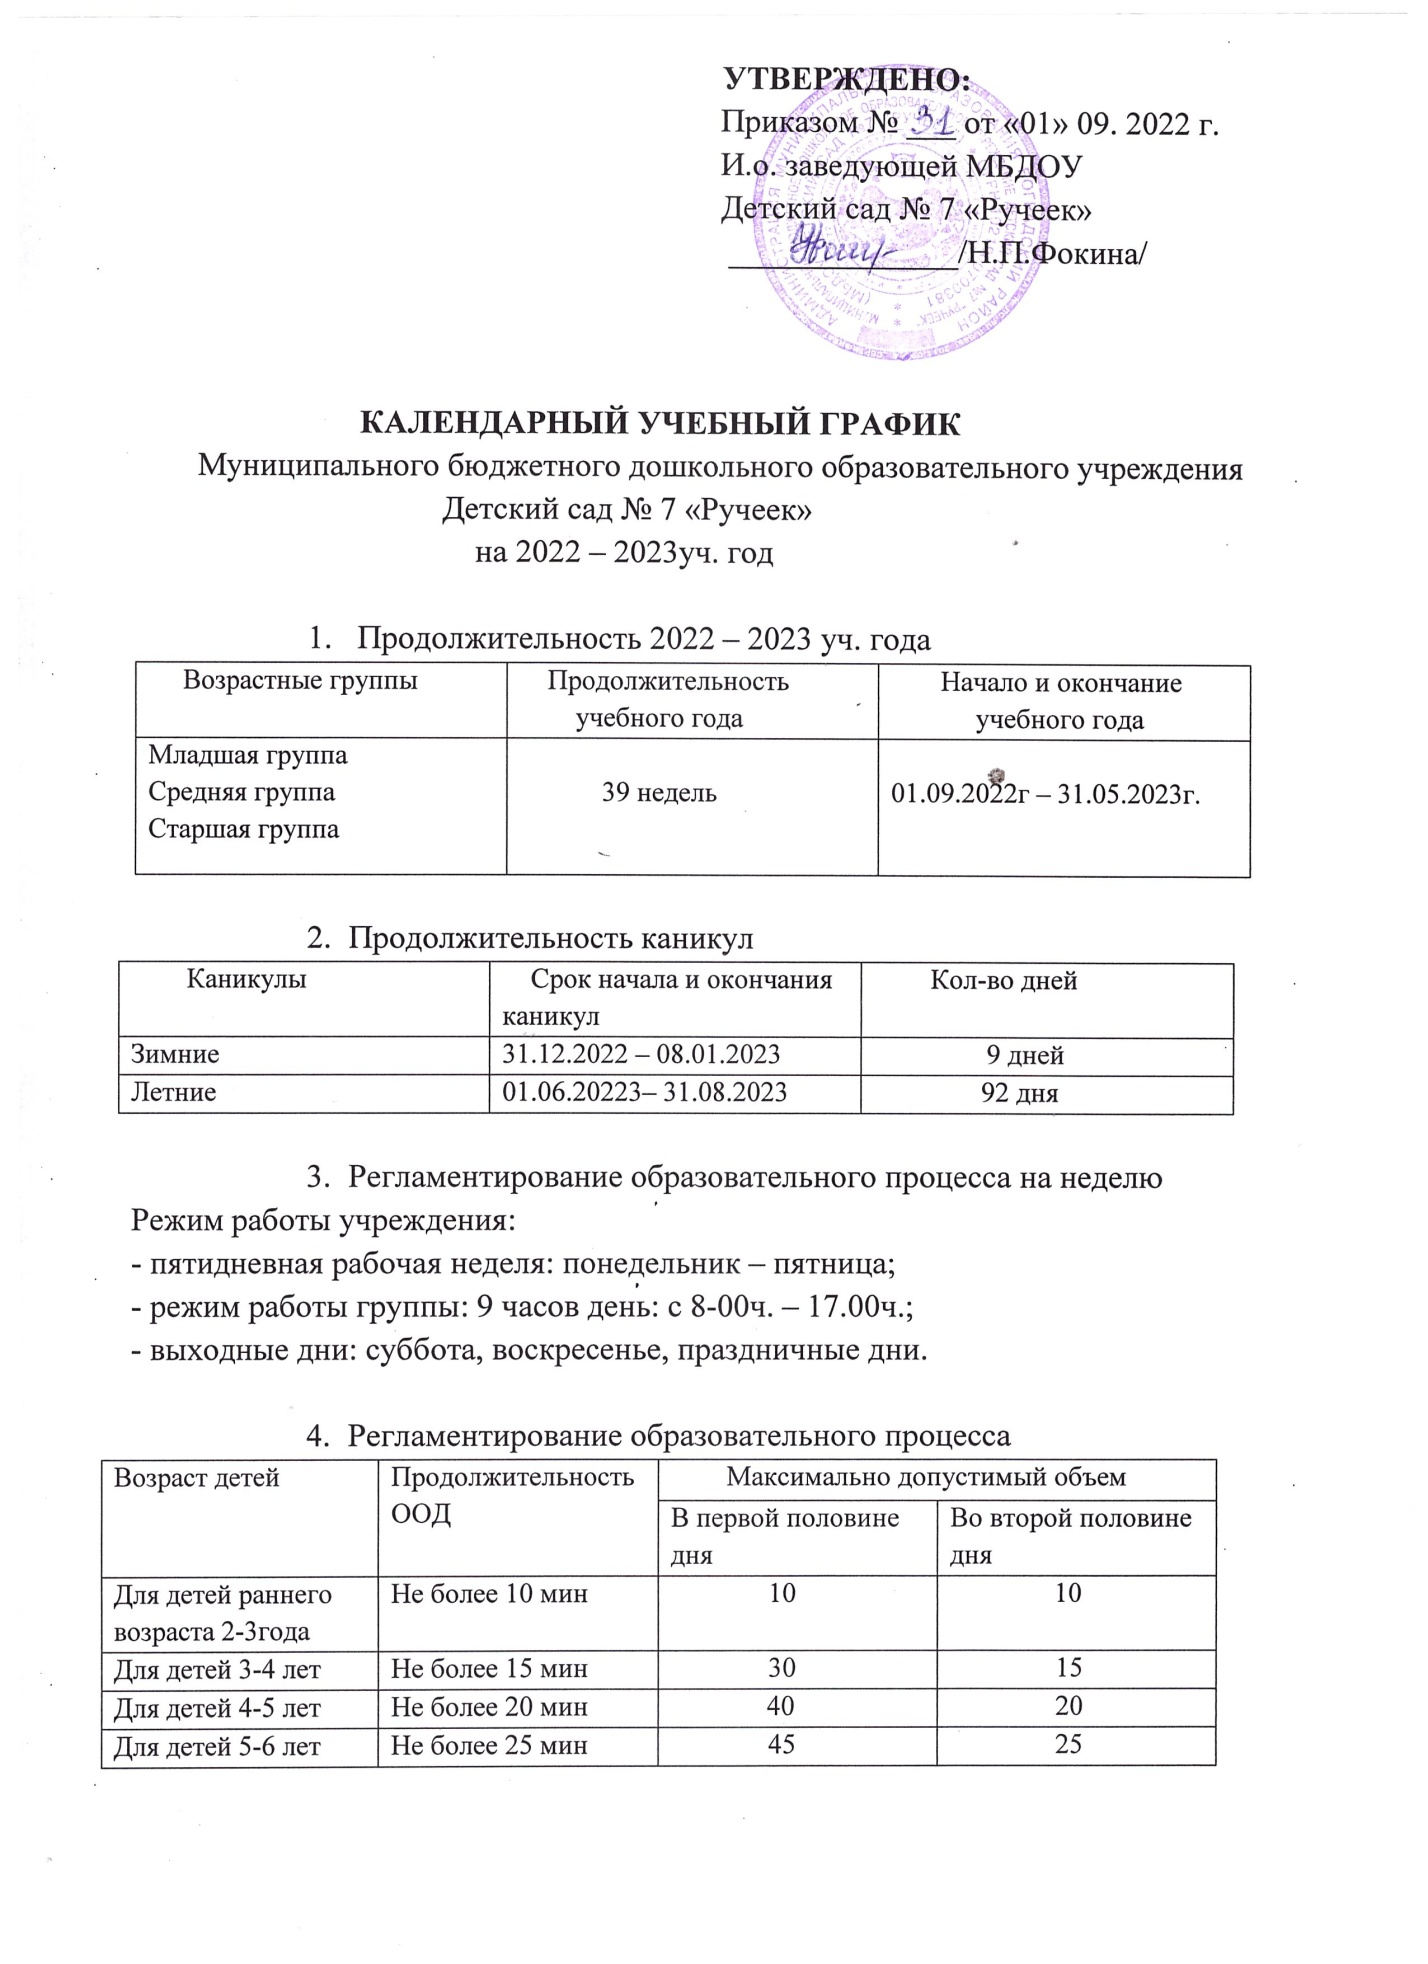 УТВЕРЖДЕНО:
Приказом № 31 от «01» 09. 2022 г.
И.о. заведующей МБДОУ
Детский сад № 7 «Ручеек»
/Н.П.Фокина/
КАЛЕНДАРНЫЙ УЧЕБНЫЙ ГРАФИК
Муниципального бюджетного дошкольного образовательного учреждения
Детский сад № 7 «Ручеек»
на 2022 – 2023уч. год
1. Продолжительность 2022 – 2023 уч. года
Возрастные группы
Продолжительность
учебного года
Начало и окончание
учебного года
Младшая группа
Средняя группа
Старшая группа
39 недель
01.09.2022г – 31.05.2023г.
2. Продолжительность каникул
Каникулы
Срок начала и окончания
каникул
Кол-во дней
Зимние
31.12.2022 – 08.01.2023
9 дней
Летние
01.06.20223– 31.08.2023
92 дня
3. Регламентирование образовательного процесса на неделю
Режим работы учреждения:
- пятидневная рабочая неделя: понедельник – пятница;
- режим работы группы: 9 часов день: с 8-00ч. – 17.00ч.;
- выходные дни: суббота, воскресенье, праздничные дни.
4. Регламентирование образовательного процесса
Возраст детей
Продолжительность
ООД
Максимально допустимый объем
В первой половине
дня
Во второй половине
дня
Для детей раннего
возраста 2-3года
Не более 10 мин
10
10
Для детей 3-4 лет
Не более 15 мин
30
15
Для детей 4-5 лет
Не более 20 мин
40
20
Для детей 5-6 лет
Не более 25 мин
45
25